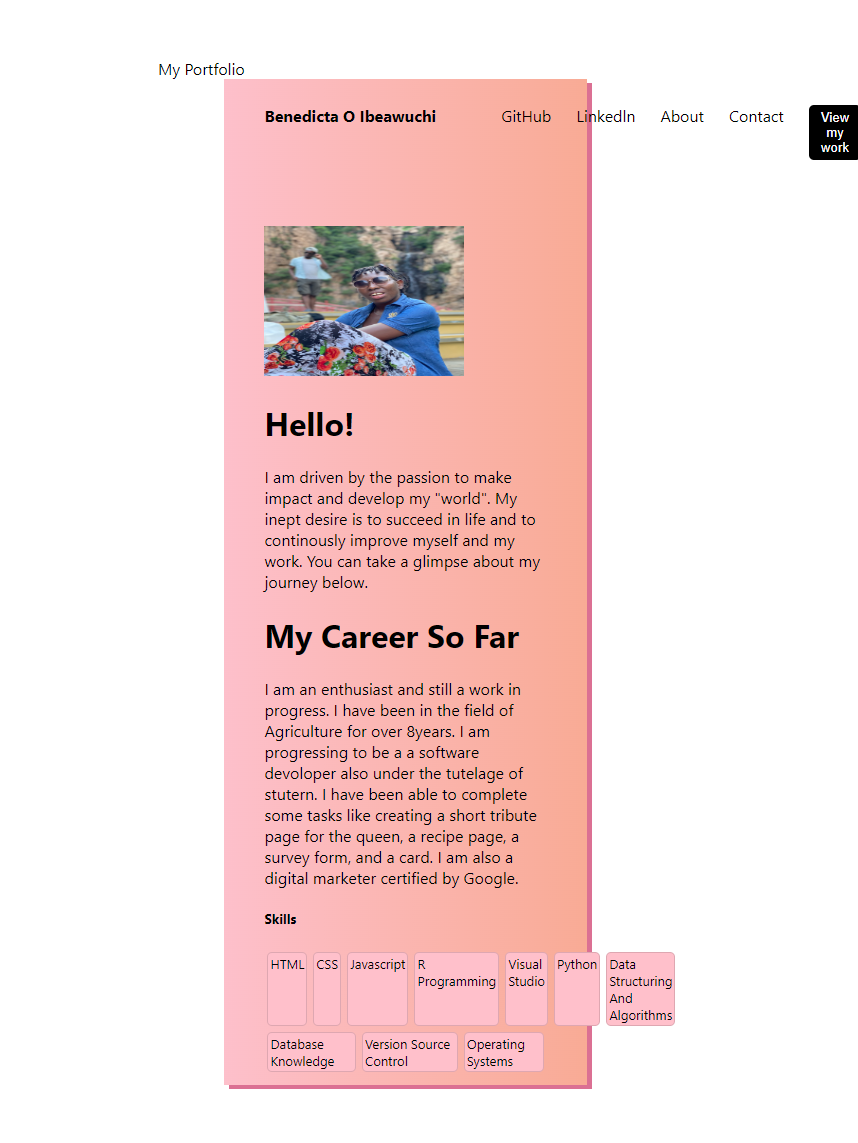 My Portfolio
Benedicta O Ibeawuchi GitHub LinkedIn About Contact View
my
work
Hello!
I am driven by the passion to make
impact and develop my "world". My
inept desire is to succeed in life and to
continously improve myself and my
work. You can take a glimpse about my
journey below.
My Career So Far
I am an enthusiast and still a work in
progress. I have been in the field of
Agriculture for over 8years. I am
progressing to be a a software
devoloper also under the tutelage of
stutern. I have been able to complete
some tasks like creating a short tribute
page for the queen, a recipe page, a
survey form, and a card. I am also a
digital marketer certified by Google.
Skills
HTML
CSS
Javascript
R
Programming
Visual
Studio
Python
Data
Structuring
And
Algorithms
Database
Knowledge
Version Source
Control
Operating
Systems